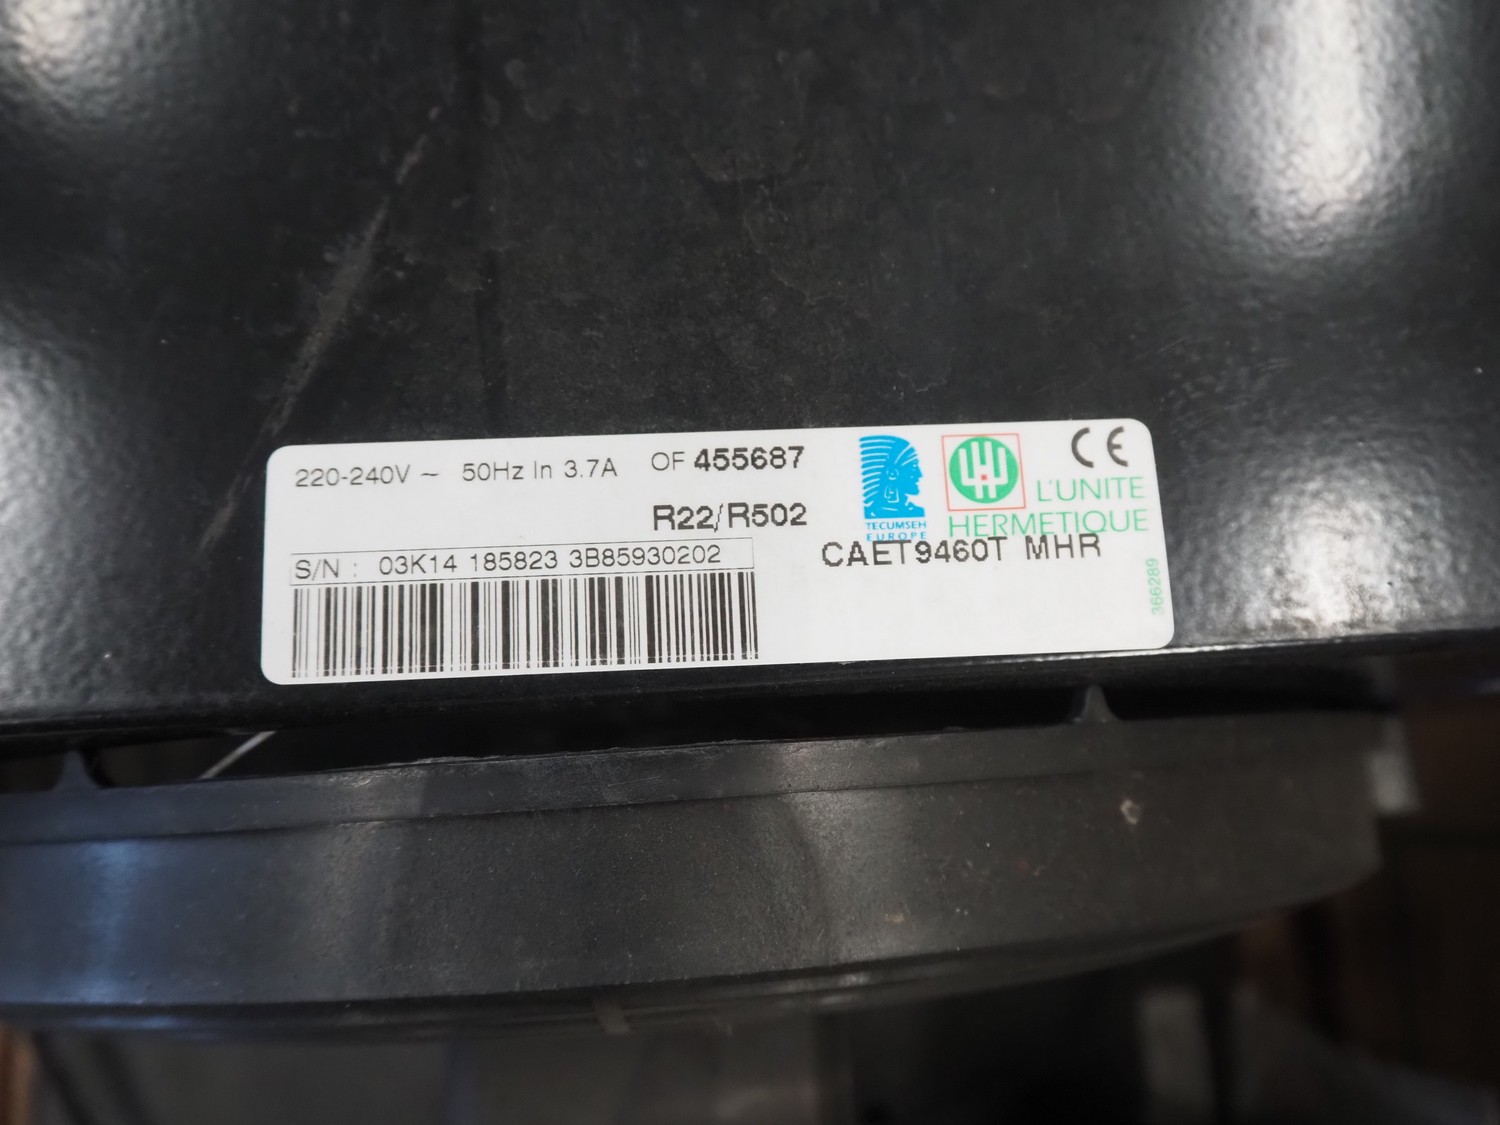 220-240V ~ 50Hz In 3.7A OF 455687
R22/R502
S/N : 03K14 185823 3B85930202
TECUMSEH
EUROPE
L'UNITE
HERMETIQUE
CE
CAET9460T MHR
366289